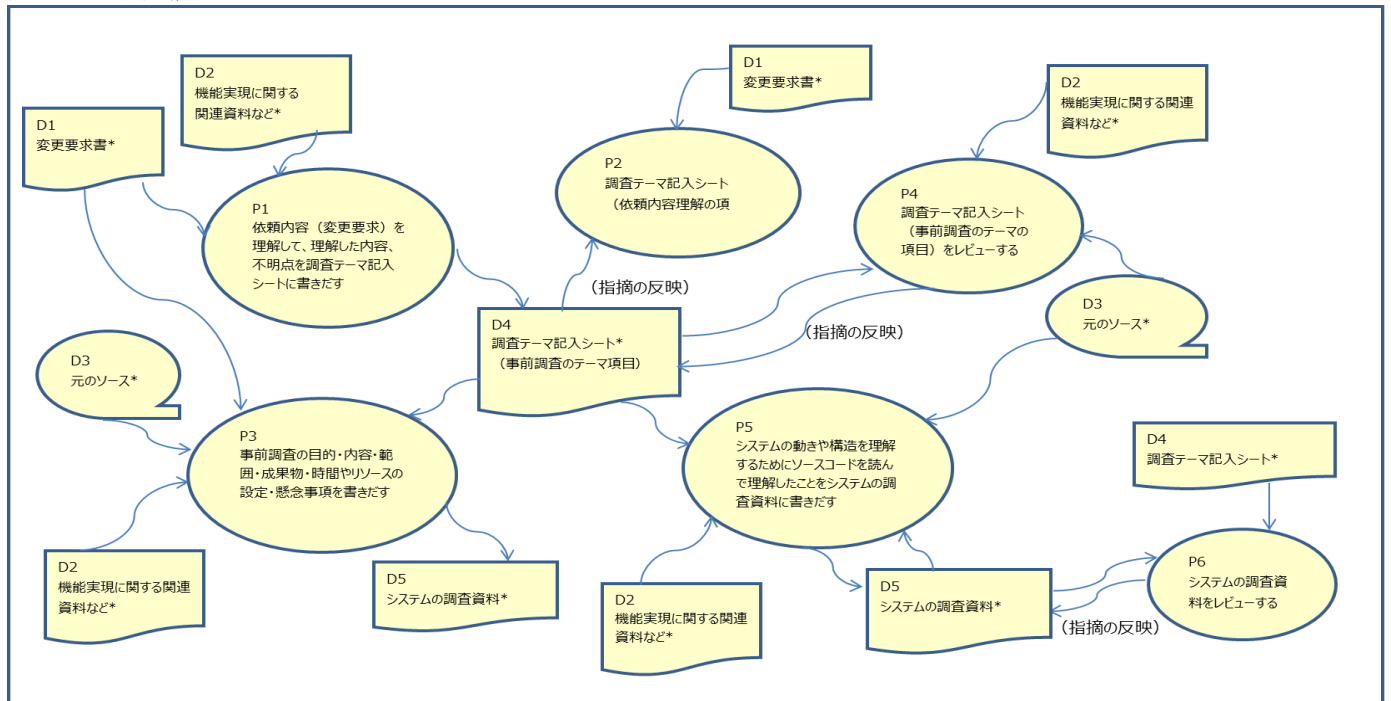 D2
機能実現に関する
関連資料など*
D1
変更要求書*
D1
変更要求書*
D2
機能実現に関する関連
資料など*
P1
依頼内容（変更要求）を
理解して、理解した内容、
不明点を調査テーマ記入
シートに書きだす
P2
調査テーマ記入シート
（依頼内容理解の項
P4
調査テーマ記入シート
（事前調査のテーマの
項目）をレビューする
（指摘の反映）
D4
調査テーマ記入シート*
（事前調査のテーマ項目）
（指摘の反映）
D3
元のソース*
D3
元のソース*
P3
事前調査の目的・内容・範
囲・成果物・時間やリソースの
設定・懸念事項を書きだす
P5
システムの動きや構造を理解
するためにソースコードを読ん
で理解したことをシステムの調
査資料に書きだす
D4
調査テーマ記入シート*
D2
機能実現に関する関連
資料など*
D5
システムの調査資料*
D2
機能実現に関する関連
資料など*
D5
システムの調査資料*
P6
システムの調査資
料をレビューする
（指摘の反映）